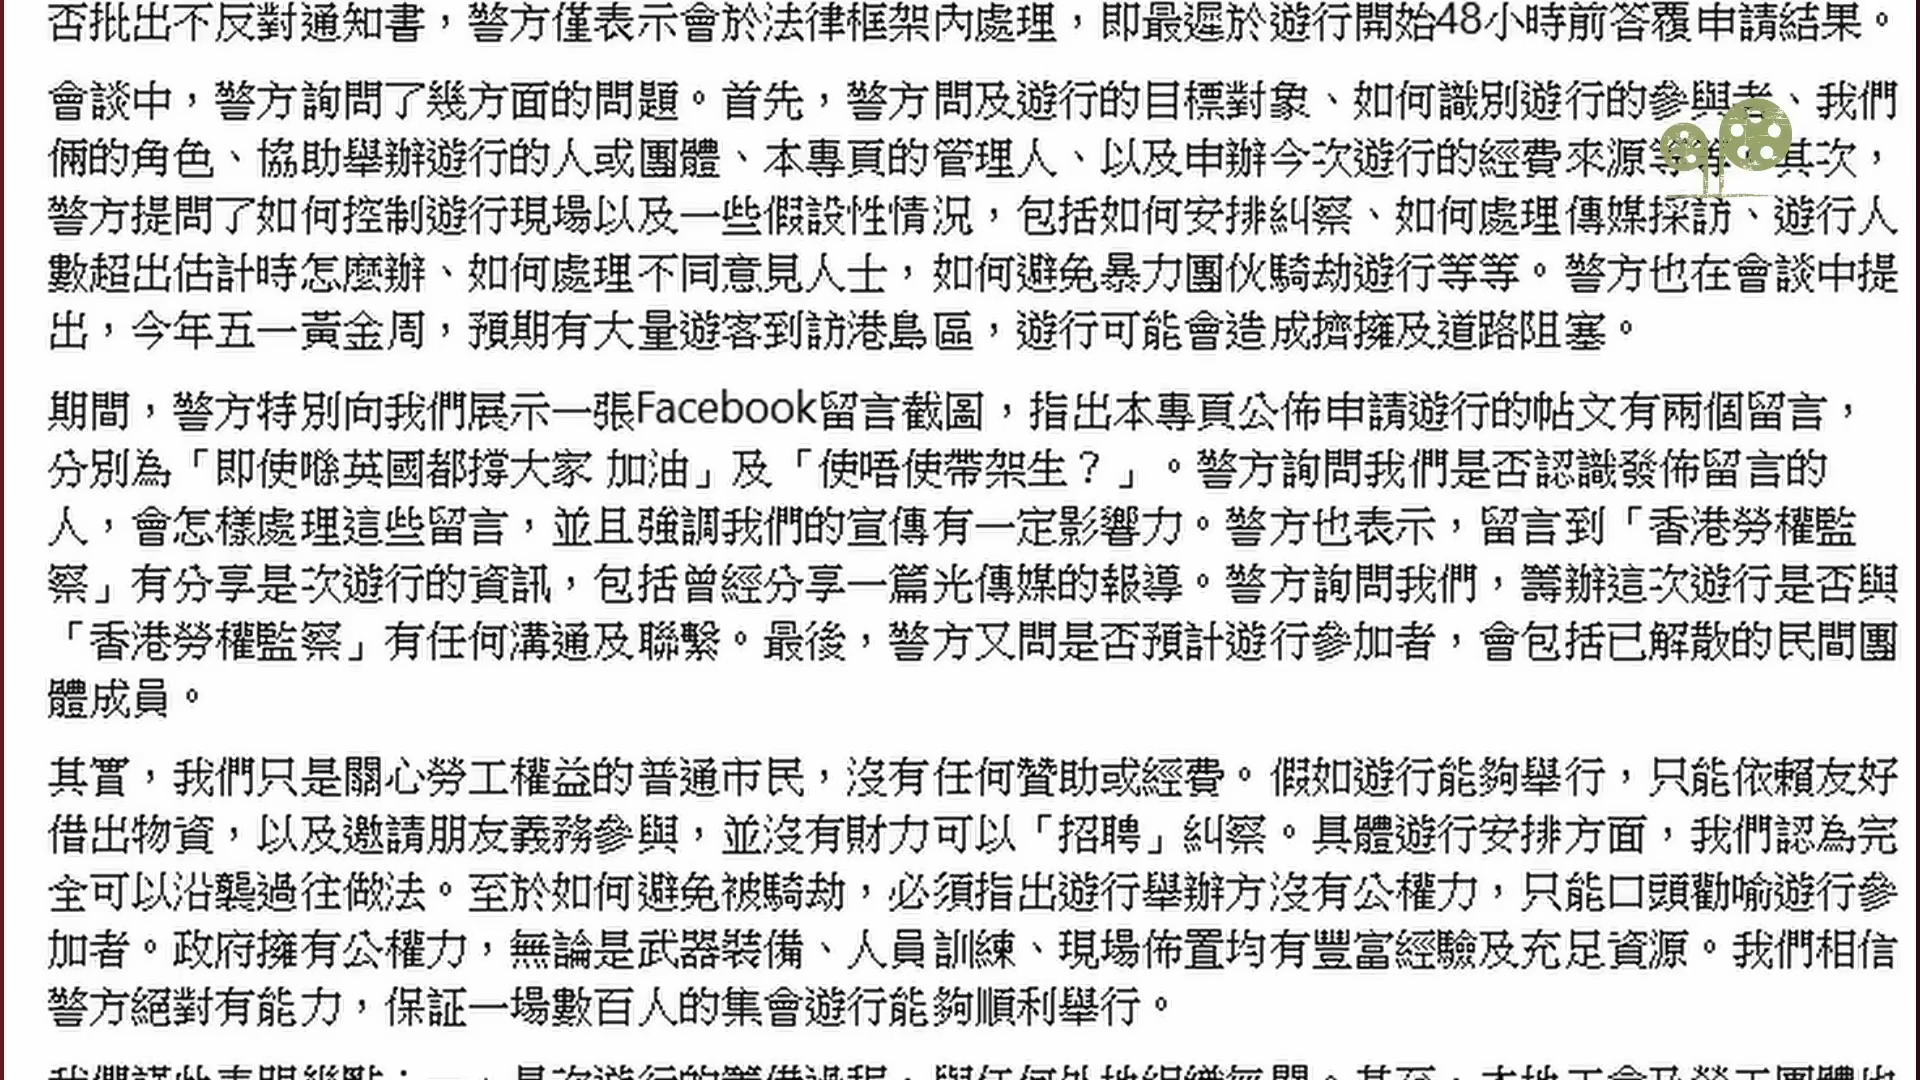 否批出不反對通知書，警方僅表示會於法律框架內處理，即最遲於遊行開始48小時前答覆申請結果。
會談中，警方詢問了幾方面的問題。首先，警方問及遊行的目標對象、如何識別遊行的參與者、我們
倆的角色、協助舉辦遊行的人或團體、本專頁的管理人、以及申辦今次遊行的經費來源等等。其次，
警方提問了如何控制遊行現場以及一些假設性情況，包括如何安排糾察、如何處理傳媒採訪、遊行人
數超出估計時怎麼辦、如何處理不同意見人士，如何避免暴力團伙騎劫遊行等等。警方也在會談中提
出，今年五一黃金周，預期有大量遊客到訪港島區，遊行可能會造成擠擁及道路阻塞。
期間，警方特別向我們展示一張Facebook留言截圖，指出本專頁公佈申請遊行的帖文有兩個留言，
分別為「即使喺英國都撐大家 加油」及「使唔使帶架生？」。警方詢問我們是否認識發佈留言的
人，會怎樣處理這些留言，並且強調我們的宣傳有一定影響力。警方也表示，留言到「香港勞權監
察」有分享是次遊行的資訊，包括曾經分享一篇光傳媒的報導。警方詢問我們，籌辦這次遊行是否與
「香港勞權監察」有任何溝通及聯繫。最後，警方又問是否預計遊行參加者，會包括已解散的民間團
體成員。
其實，我們只是關心勞工權益的普通市民，沒有任何贊助或經費。假如遊行能夠舉行，只能依賴友好
借出物資，以及邀請朋友義務參與，並沒有財力可以「招聘」糾察。具體遊行安排方面，我們認為完
全可以沿襲過往做法。至於如何避免被騎劫，必須指出遊行舉辦方沒有公權力，只能口頭勸喻遊行參
加者。政府擁有公權力，無論是武器裝備、人員訓練、現場佈置均有豐富經驗及充足資源。我們相信
警方絕對有能力，保証一場數百人的集會遊行能夠順利舉行。